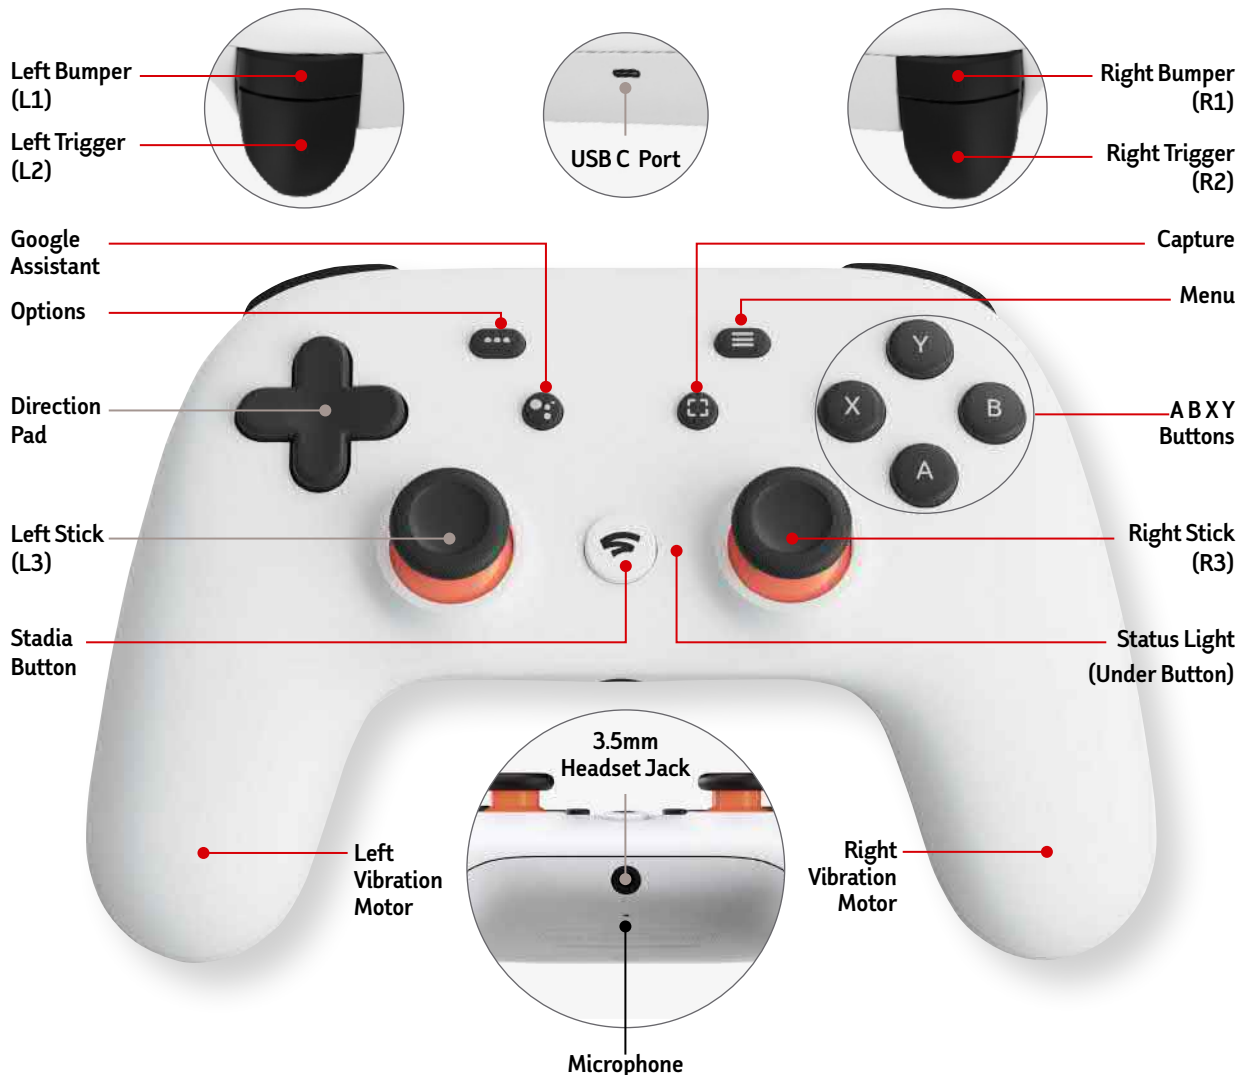 Left Bumper
(L1)
Left Trigger
(L2)
USB C Port
Right Bumper
(R1)
Right Trigger
(R2)
Google
Assistant
Options
Direction
Pad
Left Stick
(L3)
Stadia
Button
Capture
Menu
Y
X
B
A
A B X Y
Buttons
Right Stick
(R3)
Status Light
(Under Button)
3.5mm
Headset Jack
Left
Vibration
Motor
Right
Vibration
Motor
Microphone